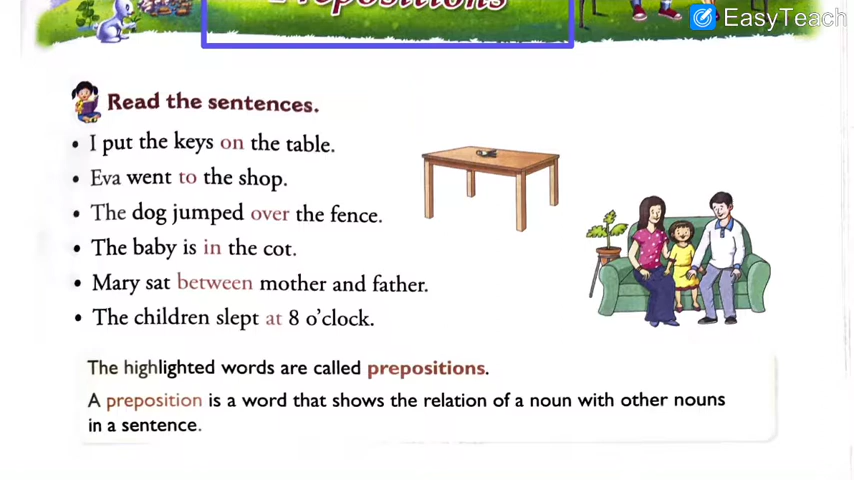 Prepositions
EasyTeach
Read the sentences.
• I put the keys on the table.
• Eva went to the shop.
• The dog jumped over the fence.
• The baby is in the cot.
• Mary sat between mother and father.
• The children slept at 8 o'clock.
The highlighted words are called prepositions.
A preposition is a word that shows the relation of a noun with other nouns
in a sentence.